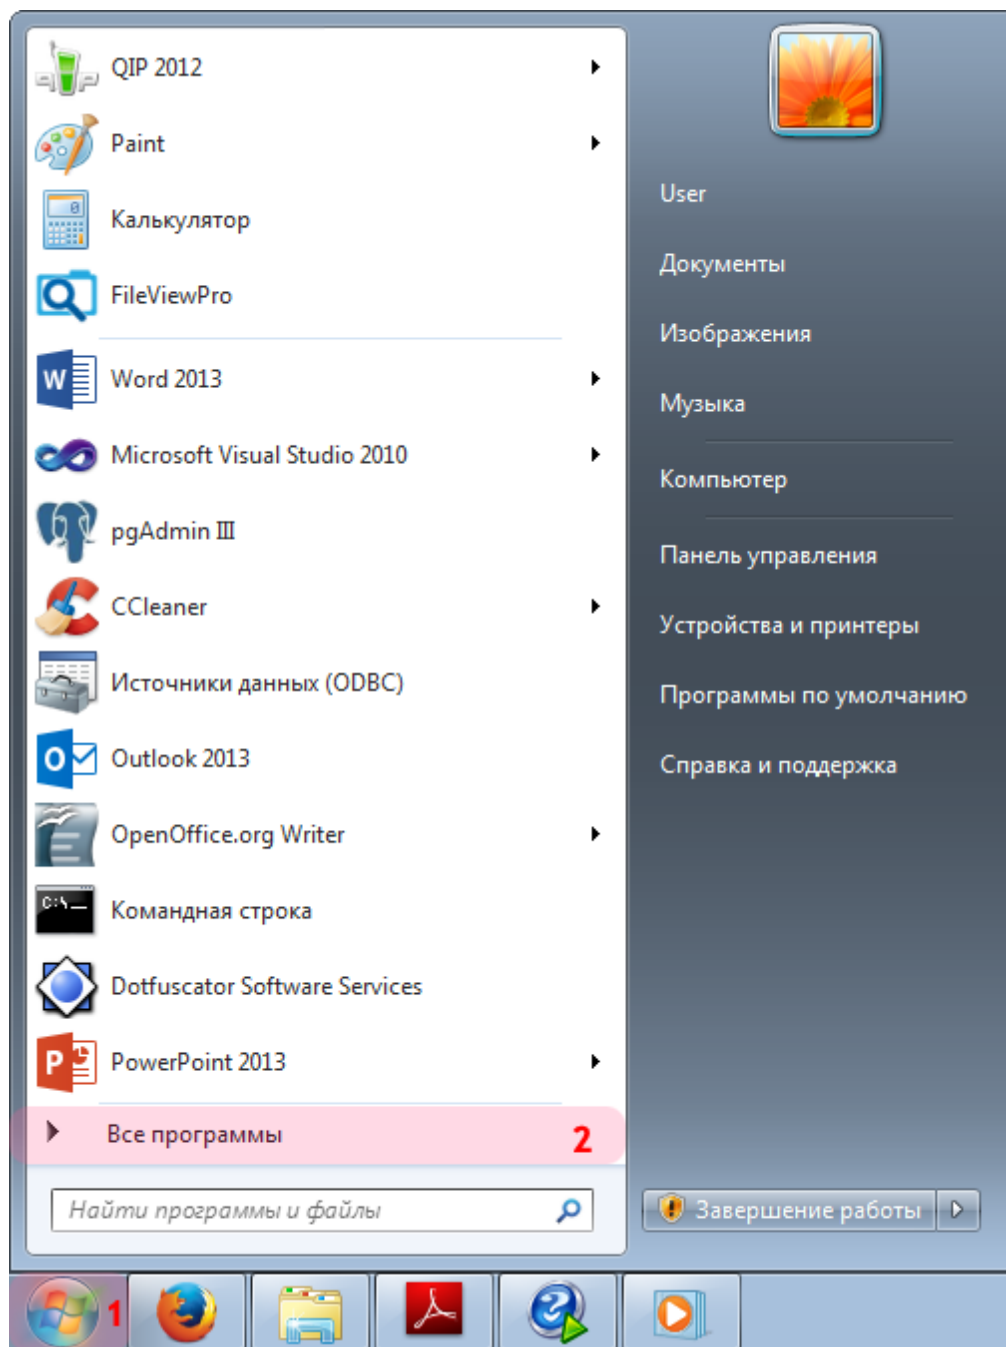 QIP 2012
Paint
Калькулятор
FileViewPro
Word 2013
Microsoft Visual Studio 2010
pgAdmin III
CCleaner
Источники данных (ODBC)
Outlook 2013
OpenOffice.org Writer
Командная строка
Dotfuscator Software Services
PowerPoint 2013
Все программы 2
Найти программы и файлы
User
Документы
Изображения
Музыка
Компьютер
Панель управления
Устройства и принтеры
Программы по умолчанию
Справка и поддержка
Завершение работы
1